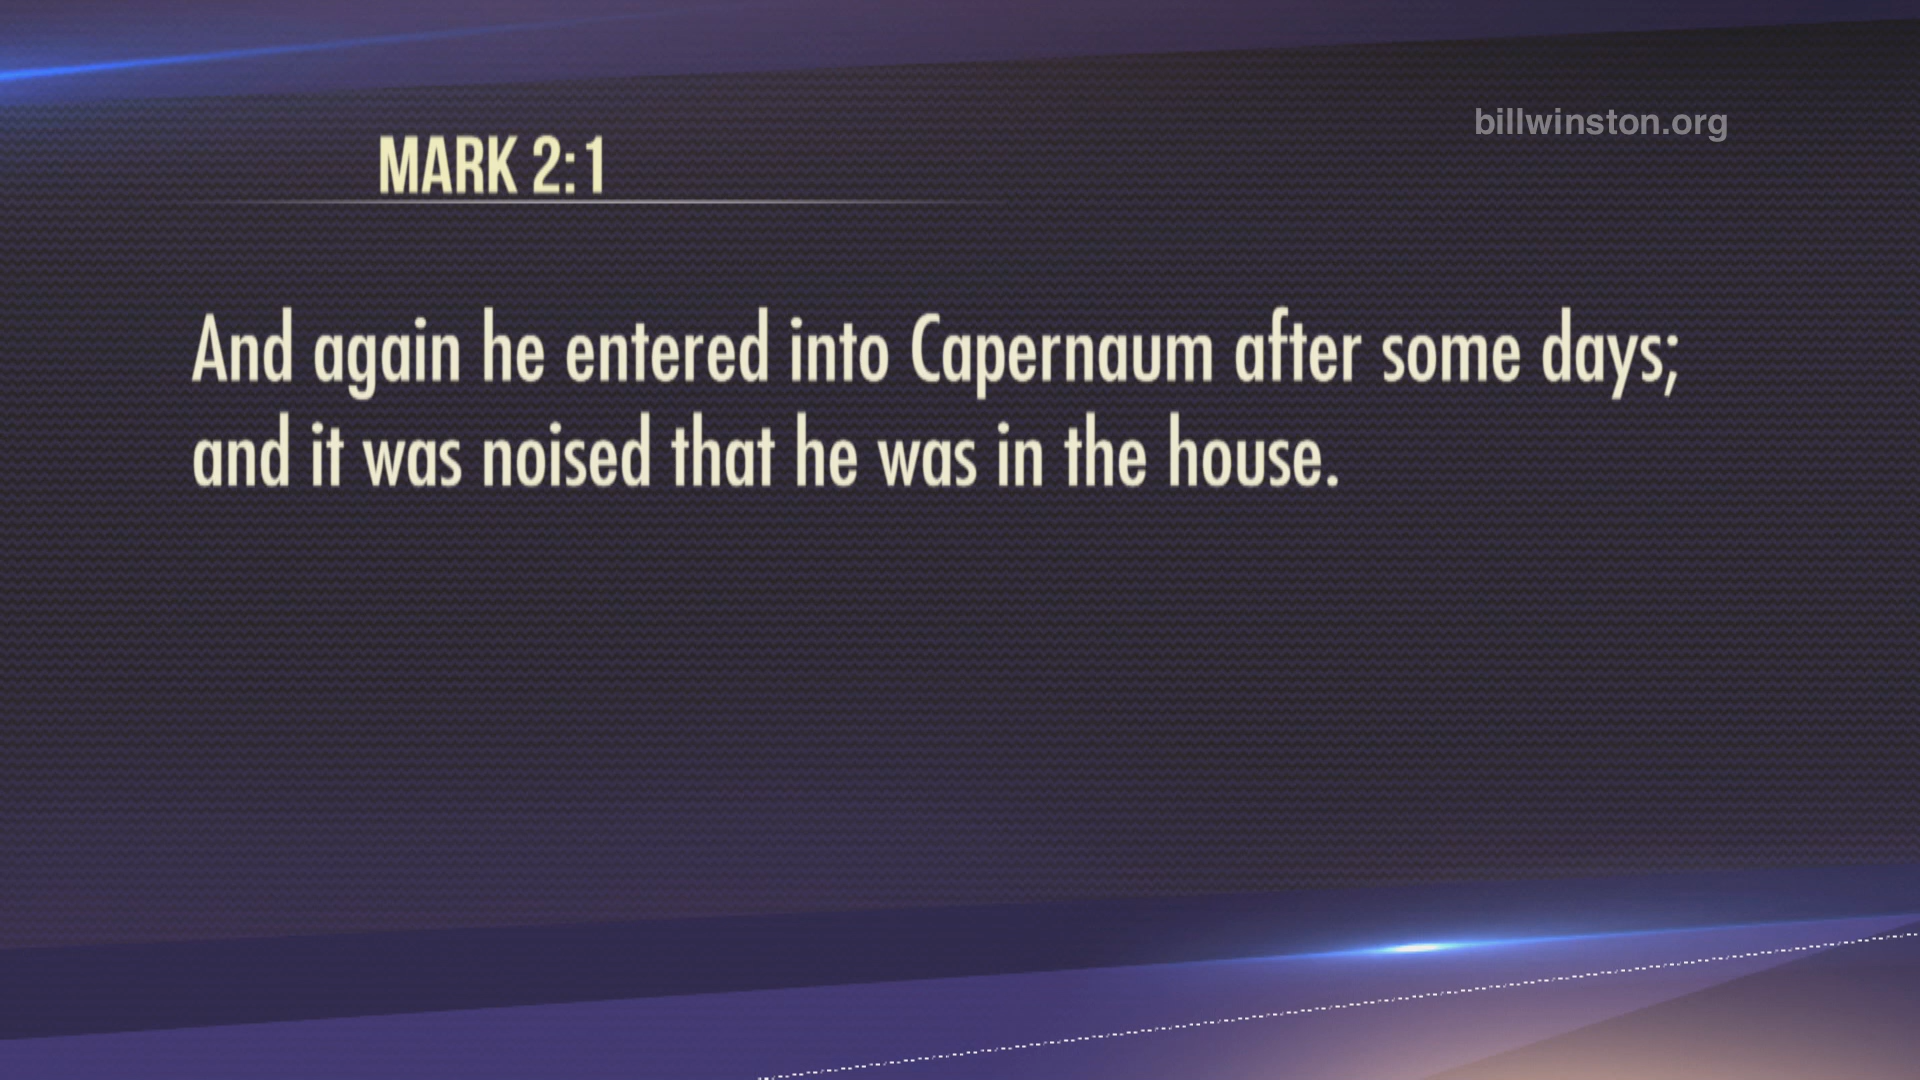 billwinston.org
MARK 2:1
And again he entered into Capernaum after some days;
and it was noised that he was in the house.